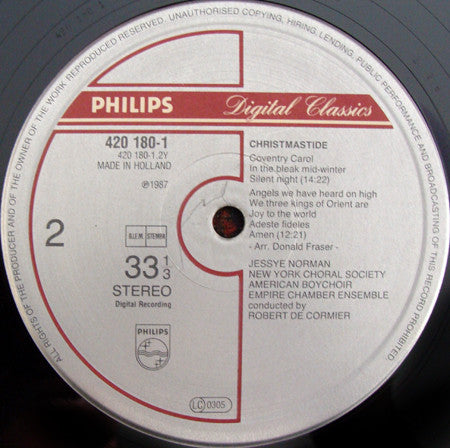 ALL RIGHTS OF THE PRODUCER AND OF THE OWNER OF THE WORK REPRODUCED RESERVED. UNAUTHORISED COPYING, HIRING, LENDING, PUBLIC PERFORMANCE AND BROADCASTING OF THIS RECORD PROHIBITED.
PHILIPS Digital Classics
420 180-1
420 180-1.2Y
MADE IN HOLLAND
℗1987
2
B.I.E.M. STEMRA
33 1/3
STEREO
Digital Recording
PHILIPS
CHRISTMASTIDE
Coventry Carol
In the bleak mid-winter
Silent night (14:22)
Angels we have heard on high
We three kings of Orient are
Joy to the world
Adeste fideles
Amen (12:21)
- Arr. Donald Fraser -
JESSYE NORMAN
NEW YORK CHORAL SOCIETY
AMERICAN BOYCHOIR
EMPIRE CHAMBER ENSEMBLE
conducted by
ROBERT DE CORMIER
LC 0305